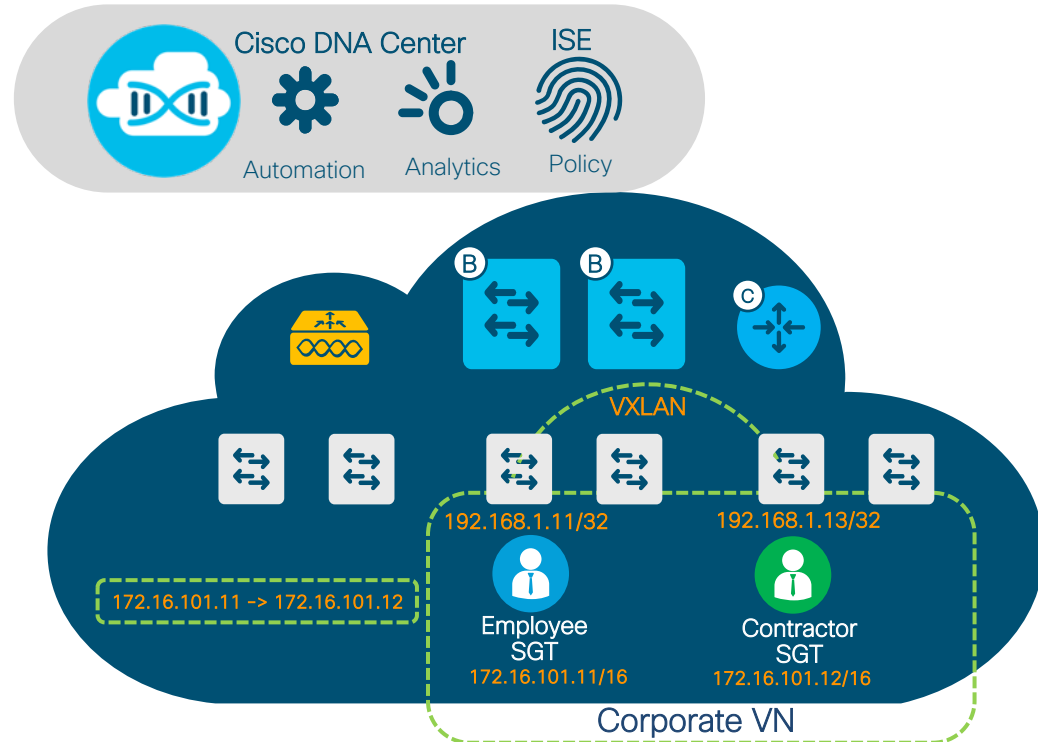 Cisco DNA Center
ISE
Automation
Analytics
Policy
B
B
C
VXLAN
192.168.1.11/32
192.168.1.13/32
172.16.101.11 -> 172.16.101.12
Employee
SGT
172.16.101.11/16
Contractor
SGT
172.16.101.12/16
Corporate VN